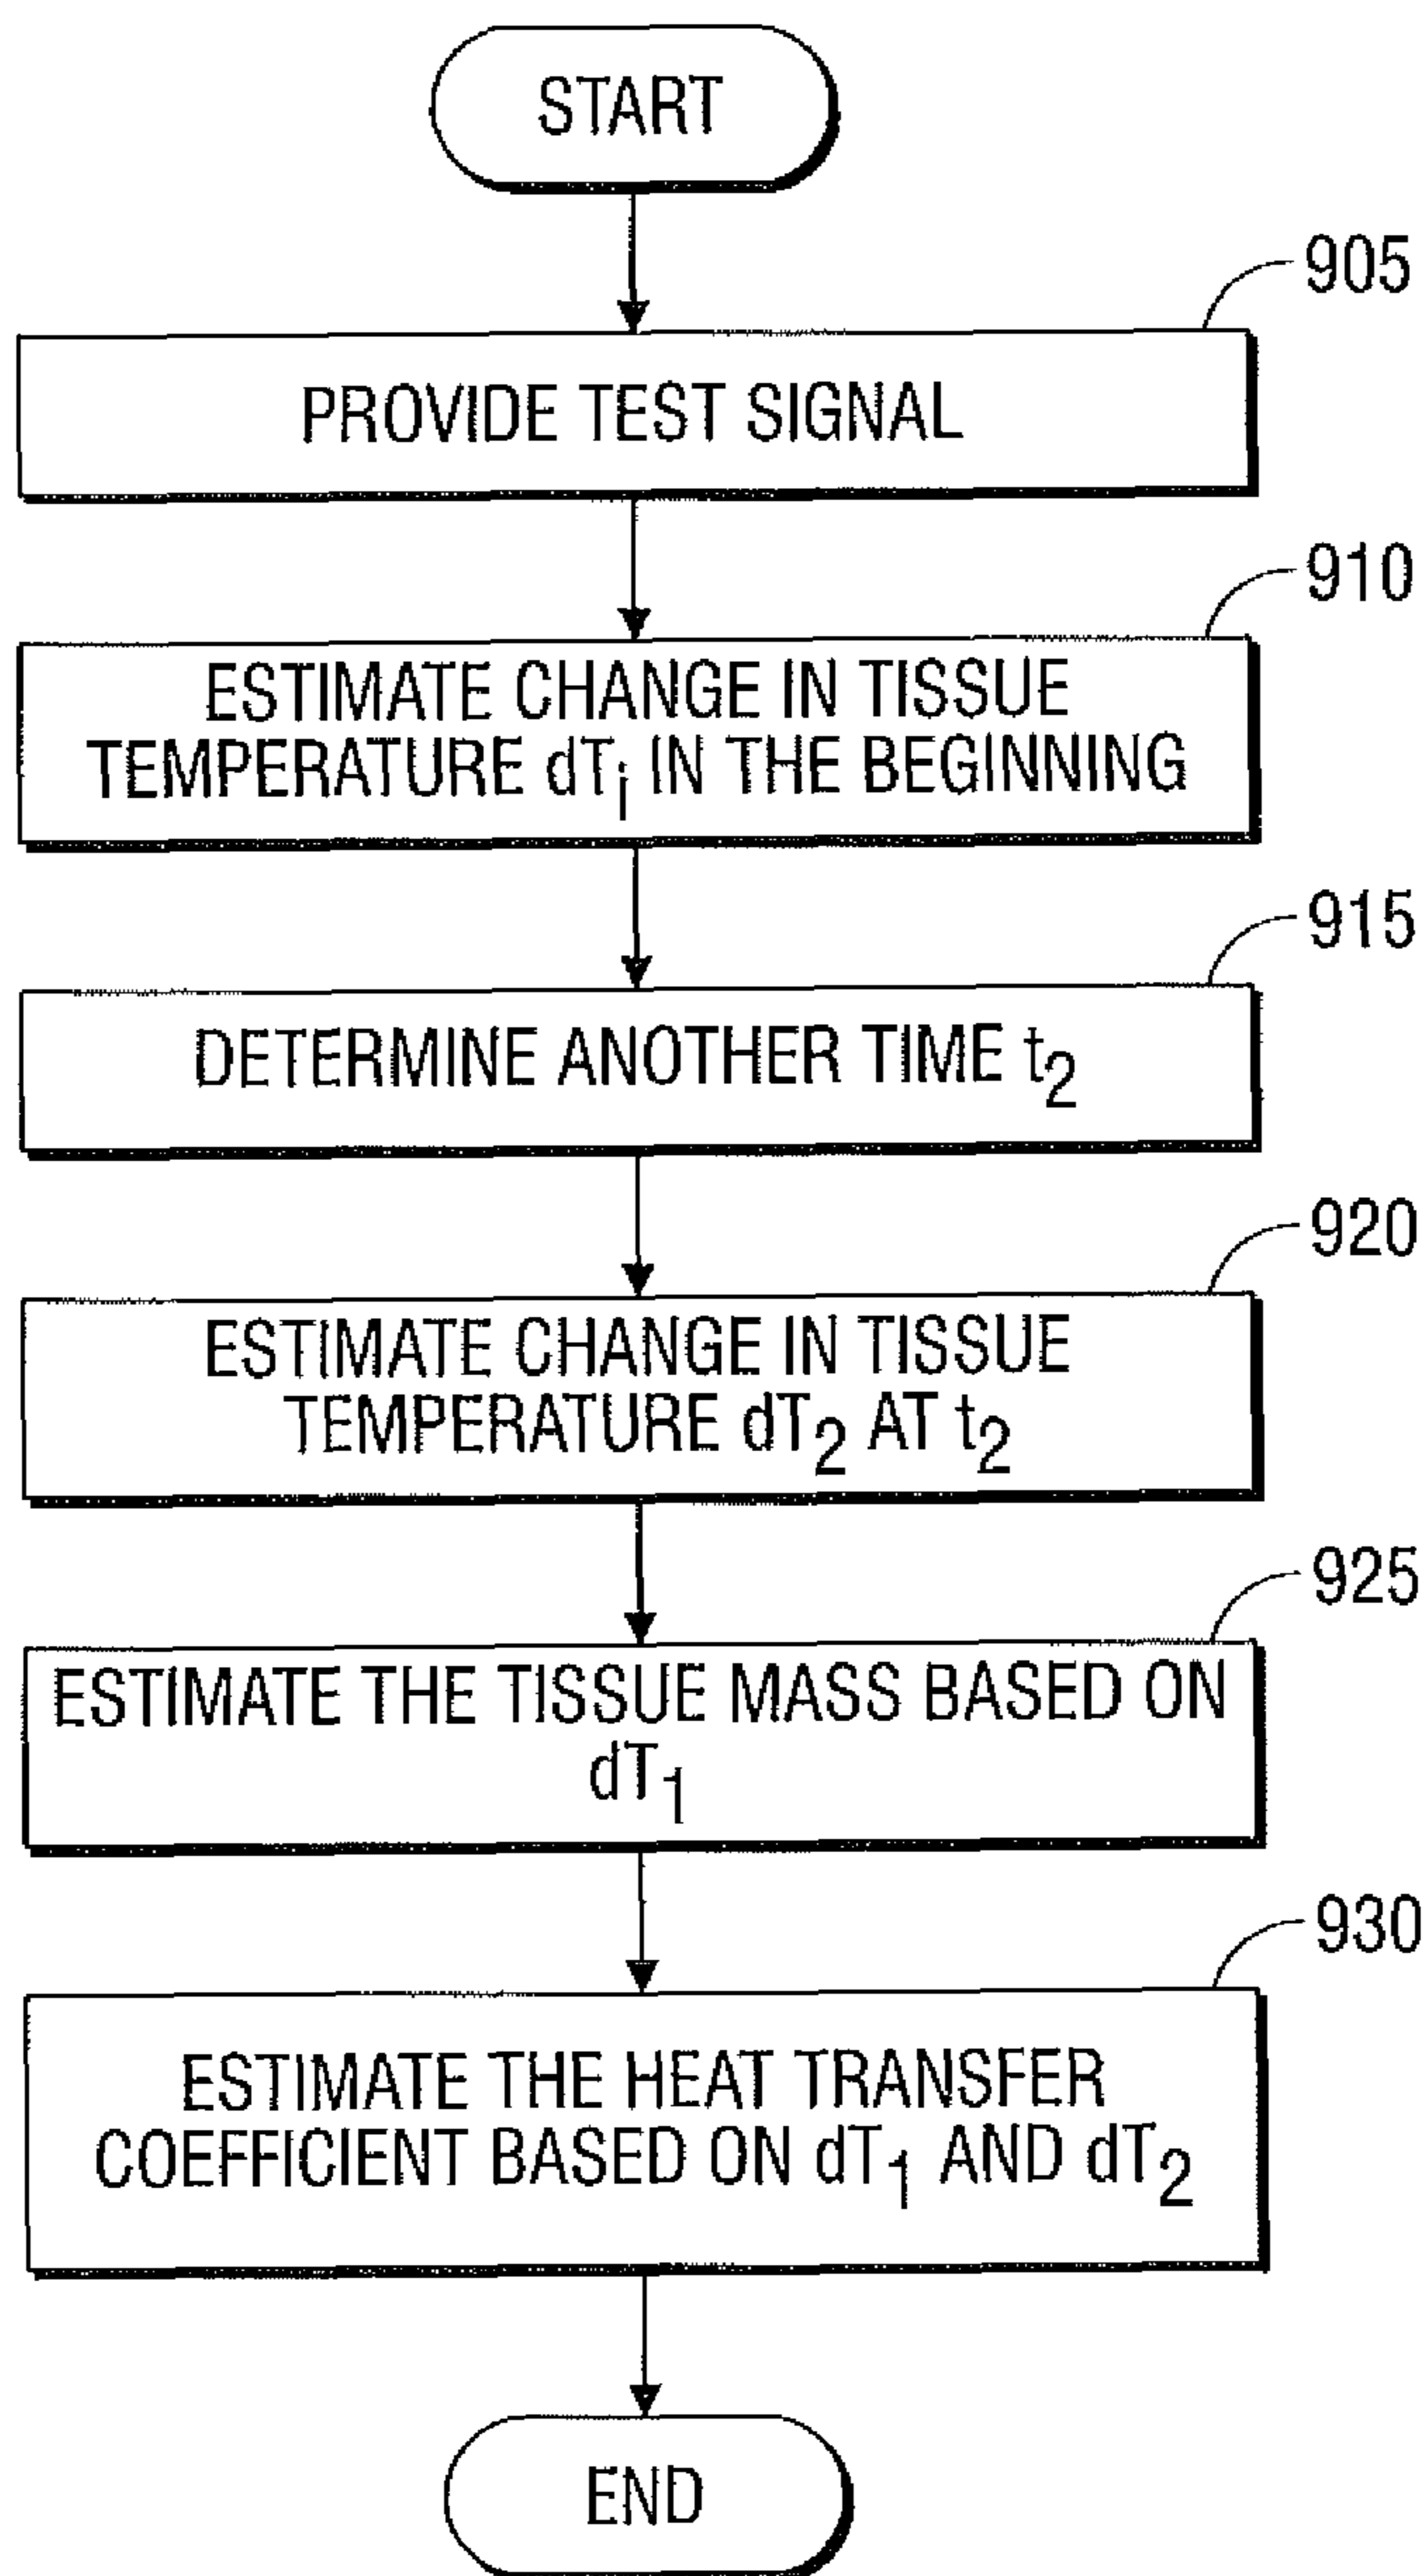 START
905
PROVIDE TEST SIGNAL
910
ESTIMATE CHANGE IN TISSUE
TEMPERATURE dTi IN THE BEGINNING
915
DETERMINE ANOTHER TIME t2
920
ESTIMATE CHANGE IN TISSUE
TEMPERATURE dT2 AT t2
925
ESTIMATE THE TISSUE MASS BASED ON
dT1
930
ESTIMATE THE HEAT TRANSFER
COEFFICIENT BASED ON dT1 AND dT2
END